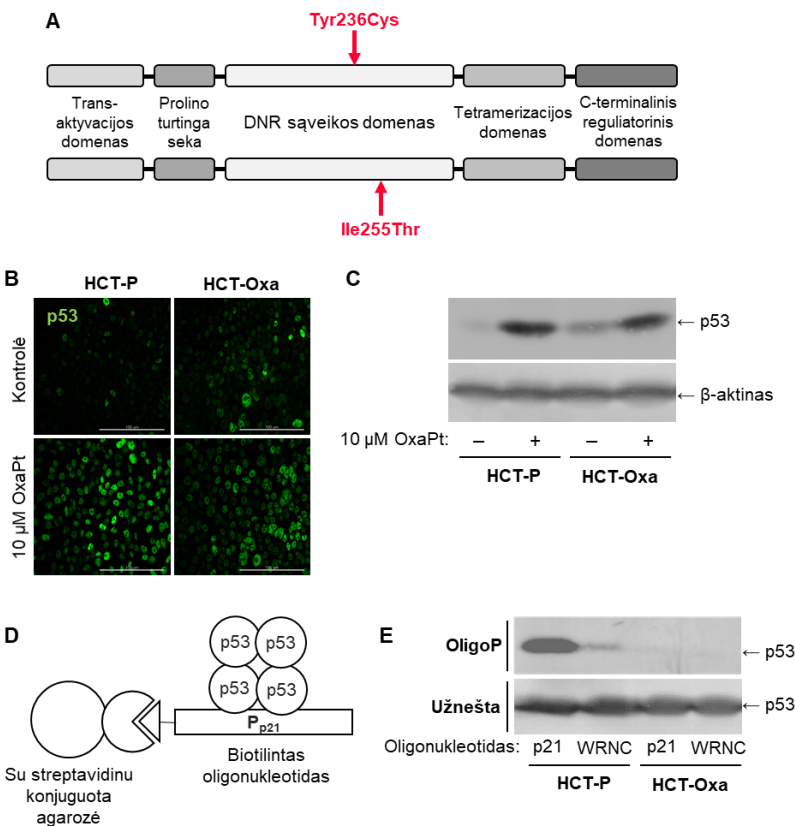 A
Tyr236Cys
Trans-
aktyvacijos
domenas
Prolino
turtinga
seka
DNR sąveikos domenas
Tetramerizacijos
domenas
C-terminalinis
reguliatorinis
domenas
Ile255Thr
B
HCT-P
HCT-Oxa
p53
Kontrolė
10 µM OxaPt
C
← p53
← β-aktinas
10 µM OxaPt: – + – +
HCT-P
HCT-Oxa
D
p53 p53
p53 p53
Pp21
Biotilintas
oligonukleotidas
Su streptavidinu
konjuguota
agarozė
E
OligoP
← p53
Užnešta
← p53
Oligonukleotidas: p21 WRNC p21 WRNC
HCT-P
HCT-Oxa